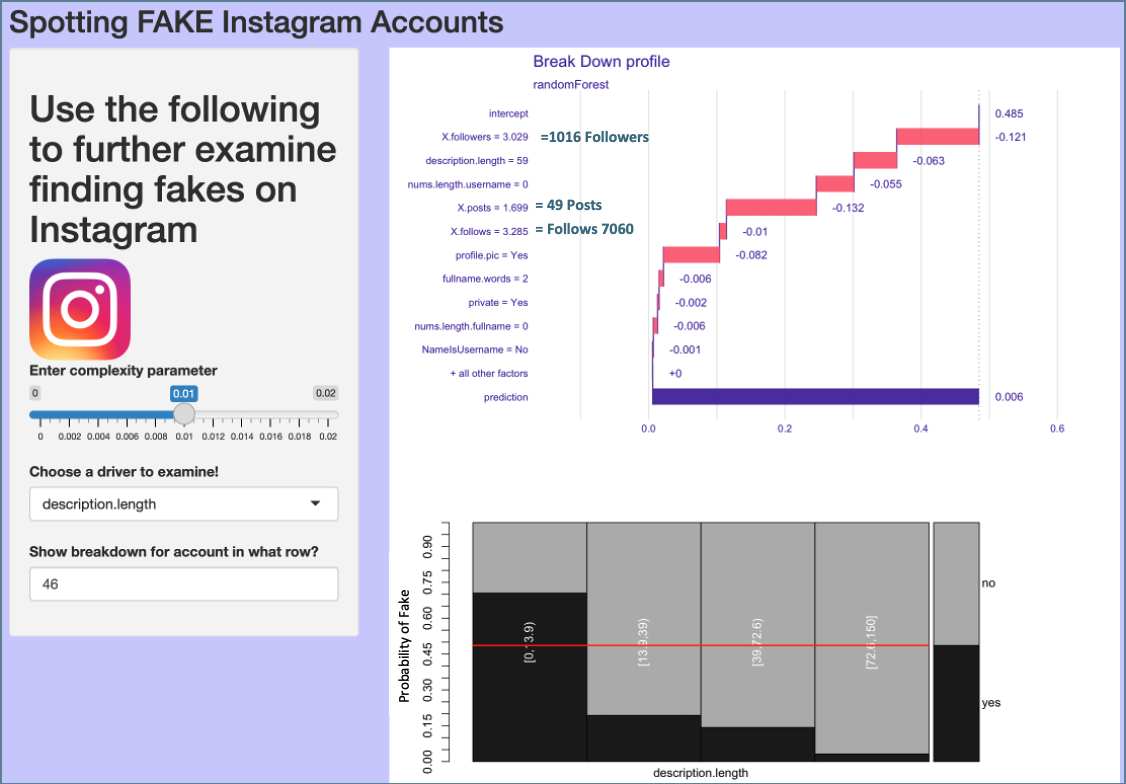 Spotting FAKE Instagram Accounts
Use the following
to further examine
finding fakes on
Instagram
Enter complexity parameter
0 0.01 0.02
0 0.002 0.004 0.006 0.008 0.01 0.012 0.014 0.016 0.018 0.02
Choose a driver to examine!
description.length
Show breakdown for account in what row?
46
Break Down profile
randomForest
intercept 0.485
X.followers = 3.029 =1016 Followers -0.121
description.length = 59 -0.063
nums.length.username = 0 -0.055
X.posts = 1.699 = 49 Posts -0.132
X.follows = 3.285 = Follows 7060 -0.01
profile.pic = Yes -0.082
fullname.words = 2 -0.006
private = Yes -0.002
nums.length.fullname = 0 -0.006
NameIsUsername = No -0.001
+ all other factors +0
prediction 0.006
0.0 0.2 0.4 0.6
Probability of Fake
0.00 0.15 0.30 0.45 0.60 0.75 0.90
[0,13.9) [13.9,39) [39,72.6) [72.6,150]
no
yes
description.length